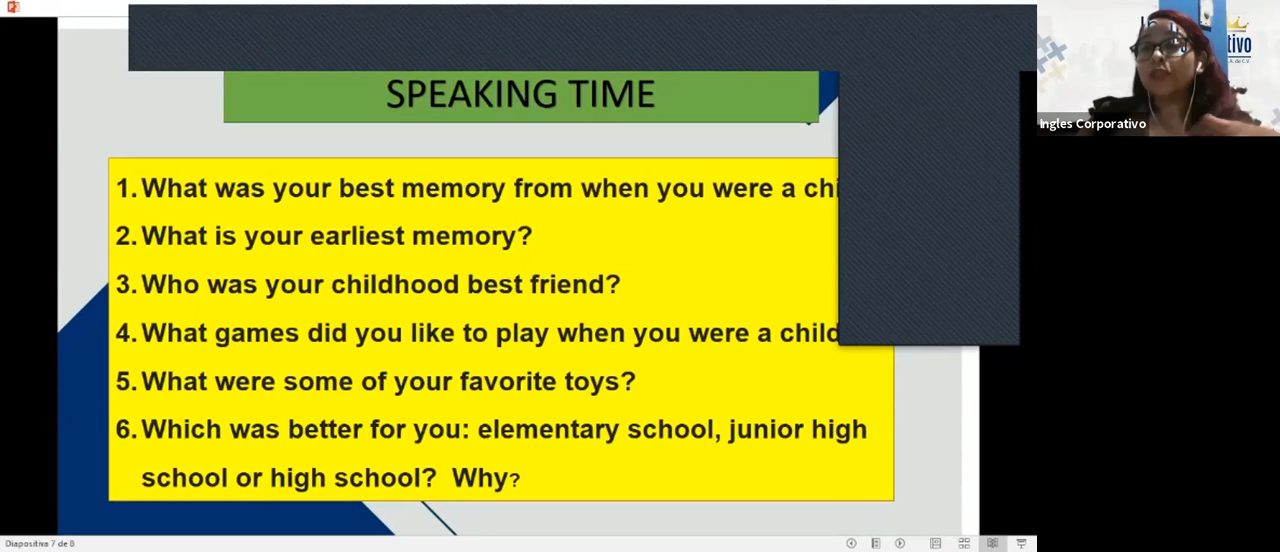 SPEAKING TIME
1. What was your best memory from when you were a
2. What is your earliest memory?
3. Who was your childhood best friend?
4. What games did you like to play when you were a child
5. What were some of your favorite toys?
6. Which was better for you: elementary school, junior high
school or high school? Why?
Ingles Corporativo
Diapositiva 7 de 8